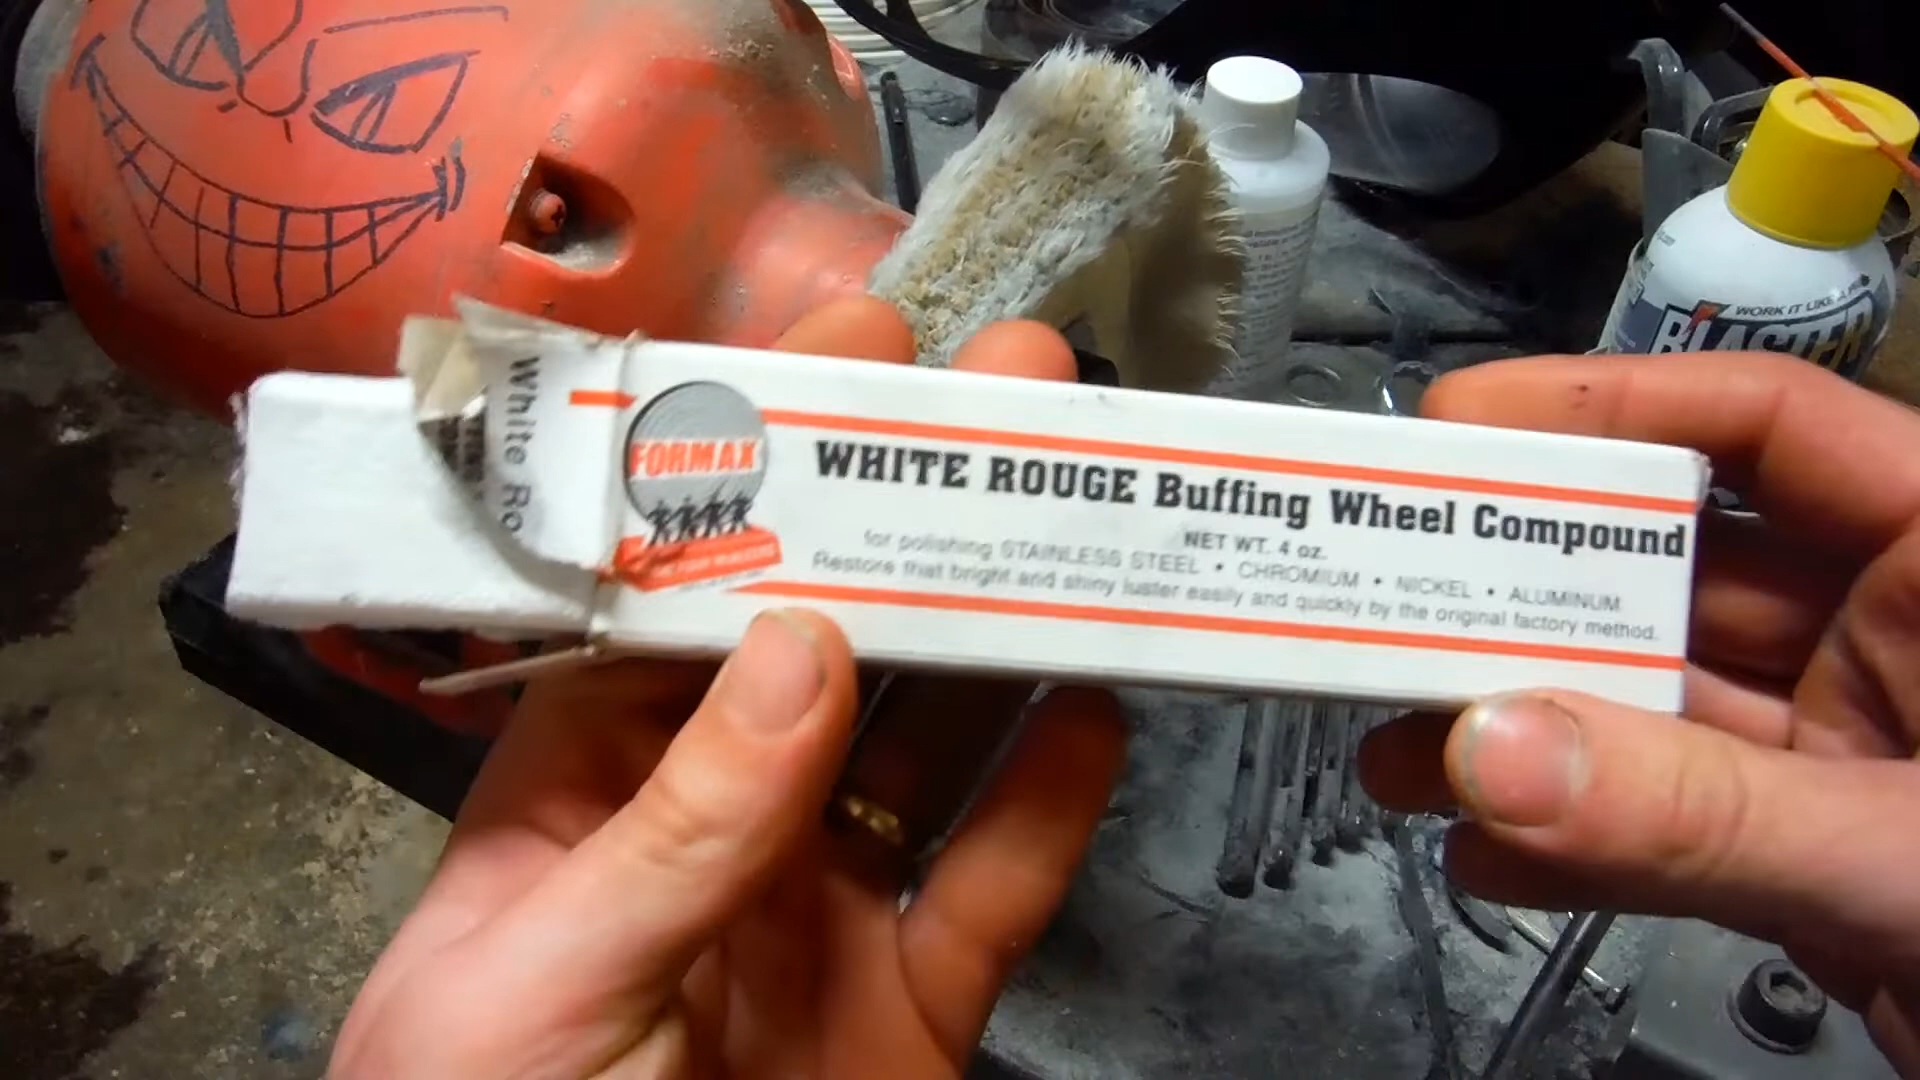 White Ro
FORMAX
WHITE ROUGE Buffing Wheel Compound
NET WT. 4 oz.
for polishing STAINLESS STEEL • CHROMIUM • NICKEL • ALUMINUM
Restore that bright and shiny luster easily and quickly by the original factory method.
WORK IT LIKE A
BLASTER